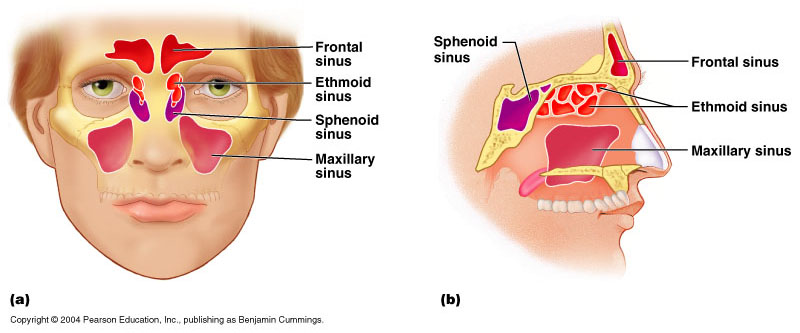 Frontal
sinus
Ethmoid
sinus
Sphenoid
sinus
Maxillary
sinus
(a)
Sphenoid
sinus
Frontal sinus
Ethmoid sinus
Maxillary sinus
(b)
Copyright © 2004 Pearson Education, Inc., publishing as Benjamin Cummings.